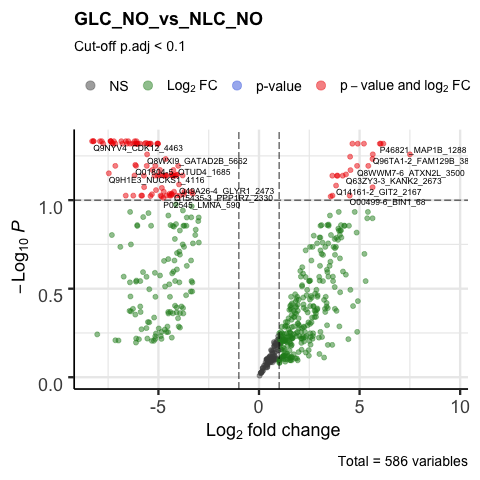 GLC_NO_vs_NLC_NO
Cut-off p.adj < 0.1
NS Log₂ FC p-value p – value and log₂ FC
Q9NYV4_CDK12_4463
P46821_MAP1B_1288
Q8WXI9_GATAD2B_5662
Q96TA1-2_FAM129B_38
Q01804-5_OTUD4_1685
Q8WWM7-6_ATXN2L_3500
Q9H1E3_NUCKS1_4116
Q63ZY3-3_KANK2_2673
Q49A26-4_GLYR1_2473
Q14161-2_GIT2_2167
Q15435-3_PPP1R7_2330
P02545_LMNA_590
O00499-6_BIN1_68
– Log₁₀ P
1.0
0.5
0.0
-5 0 5 10
Log₂ fold change
Total = 586 variables